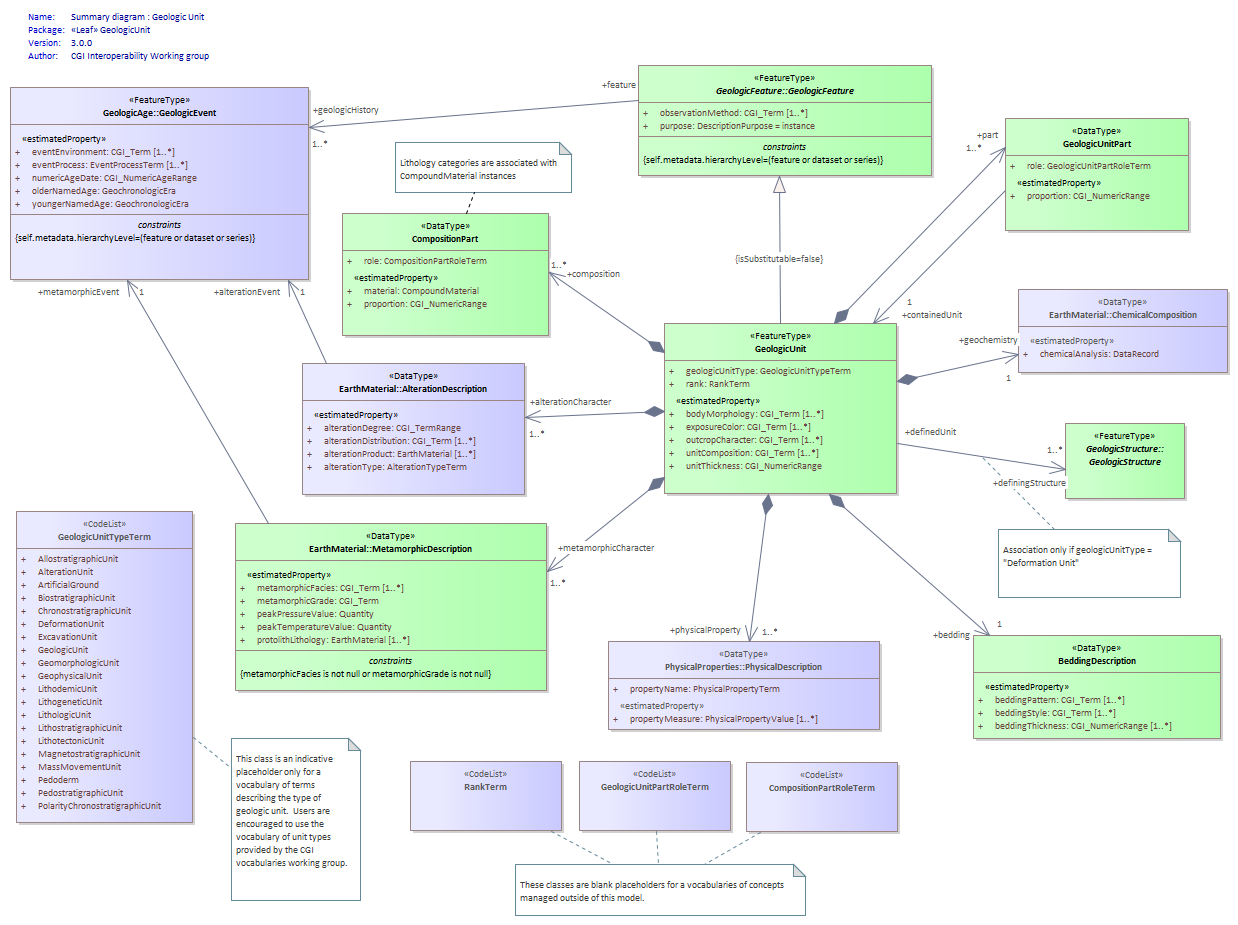 Name: Summary diagram : Geologic Unit
Package: «Leaf» GeologicUnit
Version: 3.0.0
Author: CGI Interoperability Working group
«FeatureType»
GeologicAge::GeologicEvent
«estimatedProperty»
+ eventEnvironment: CGI_Term [1..*]
+ eventProcess: EventProcessTerm [1..*]
+ numericAgeDate: CGI_NumericAgeRange
+ olderNamedAge: GeochronologicEra
+ youngerNamedAge: GeochronologicEra
constraints
{self.metadata.hierarchyLevel=(feature or dataset or series)}
+geologicHistory
1..*
+feature
«FeatureType»
GeologicFeature::GeologicFeature
+ observationMethod: CGI_Term [1..*]
+ purpose: DescriptionPurpose = instance
constraints
{self.metadata.hierarchyLevel=(feature or dataset or series)}
+part
1..*
«DataType»
GeologicUnitPart
+ role: GeologicUnitPartRoleTerm
«estimatedProperty»
+ proportion: CGI_NumericRange
Lithology categories are associated with
CompoundMaterial instances
«DataType»
CompositionPart
+ role: CompositionPartRoleTerm
«estimatedProperty»
+ material: CompoundMaterial
+ proportion: CGI_NumericRange
1..*
+composition
{isSubstitutable=false}
1
+containedUnit
+metamorphicEvent
1
+alterationEvent
1
«DataType»
EarthMaterial::ChemicalComposition
«estimatedProperty»
+ chemicalAnalysis: DataRecord
+geochemistry
1
«FeatureType»
GeologicUnit
+ geologicUnitType: GeologicUnitTypeTerm
+ rank: RankTerm
«estimatedProperty»
+ bodyMorphology: CGI_Term [1..*]
+ exposureColor: CGI_Term [1..*]
+ outcropCharacter: CGI_Term [1..*]
+ unitComposition: CGI_Term [1..*]
+ unitThickness: CGI_NumericRange
«DataType»
EarthMaterial::AlterationDescription
«estimatedProperty»
+ alterationDegree: CGI_TermRange
+ alterationDistribution: CGI_Term [1..*]
+ alterationProduct: EarthMaterial [1..*]
+ alterationType: AlterationTypeTerm
+alterationCharacter
1..*
+definedUnit
1..*
+definingStructure
«FeatureType»
GeologicStructure::
GeologicStructure
Association only if geologicUnitType =
"Deformation Unit"
«CodeList»
GeologicUnitTypeTerm
+ AllostratigraphicUnit
+ AlterationUnit
+ ArtificialGround
+ BiostratigraphicUnit
+ ChronostratigraphicUnit
+ DeformationUnit
+ ExcavationUnit
+ GeologicUnit
+ GeomorphologicUnit
+ GeophysicalUnit
+ LithodemicUnit
+ LithogeneticUnit
+ LithologicUnit
+ LithostratigraphicUnit
+ LithotectonicUnit
+ MagnetostratigraphicUnit
+ MassMovementUnit
+ Pedoderm
+ PedostratigraphicUnit
+ PolarityChronostratigraphicUnit
«DataType»
EarthMaterial::MetamorphicDescription
«estimatedProperty»
+ metamorphicFacies: CGI_Term [1..*]
+ metamorphicGrade: CGI_Term
+ peakPressureValue: Quantity
+ peakTemperatureValue: Quantity
+ protolithLithology: EarthMaterial [1..*]
constraints
{metamorphicFacies is not null or metamorphicGrade is not null}
+metamorphicCharacter
1..*
+physicalProperty
1..*
«DataType»
PhysicalProperties::PhysicalDescription
+ propertyName: PhysicalPropertyTerm
«estimatedProperty»
+ propertyMeasure: PhysicalPropertyValue [1..*]
1
+bedding
«DataType»
BeddingDescription
«estimatedProperty»
+ beddingPattern: CGI_Term [1..*]
+ beddingStyle: CGI_Term [1..*]
+ beddingThickness: CGI_NumericRange [1..*]
This class is an indicative
placeholder only for a
vocabulary of terms
describing the type of
geologic unit. Users are
encouraged to use the
vocabulary of unit types
provided by the CGI
vocabularies working group.
«CodeList»
RankTerm
«CodeList»
GeologicUnitPartRoleTerm
«CodeList»
CompositionPartRoleTerm
These classes are blank placeholders for a vocabularies of concepts
managed outside of this model.